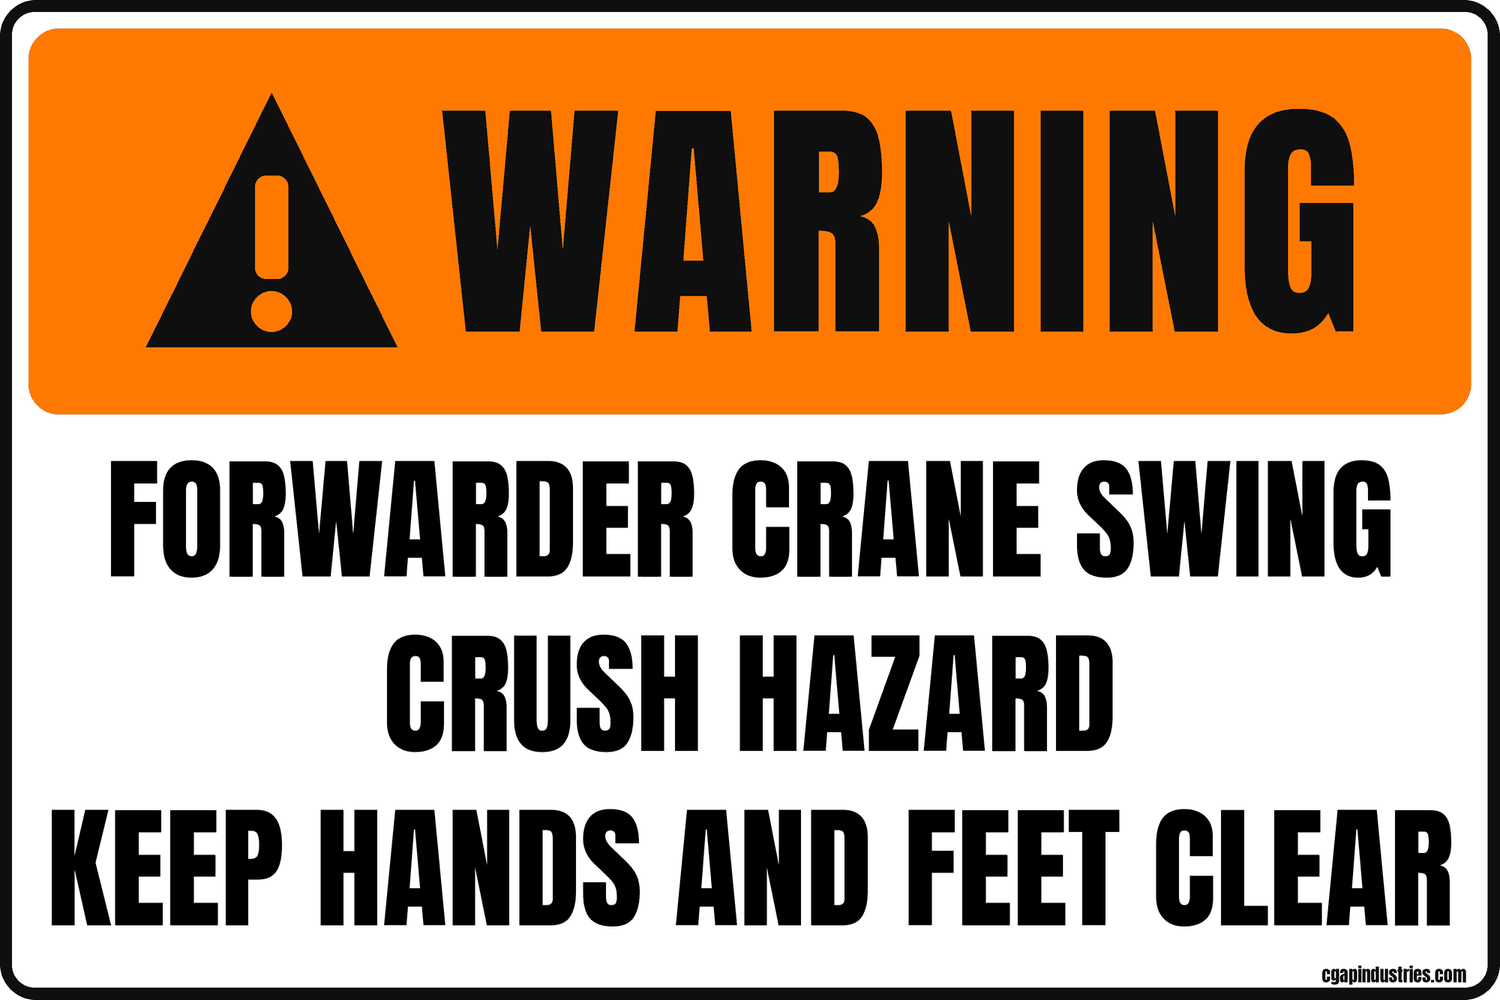 WARNING
FORWARDER CRANE SWING
CRUSH HAZARD
KEEP HANDS AND FEET CLEAR
cgapindustries.com